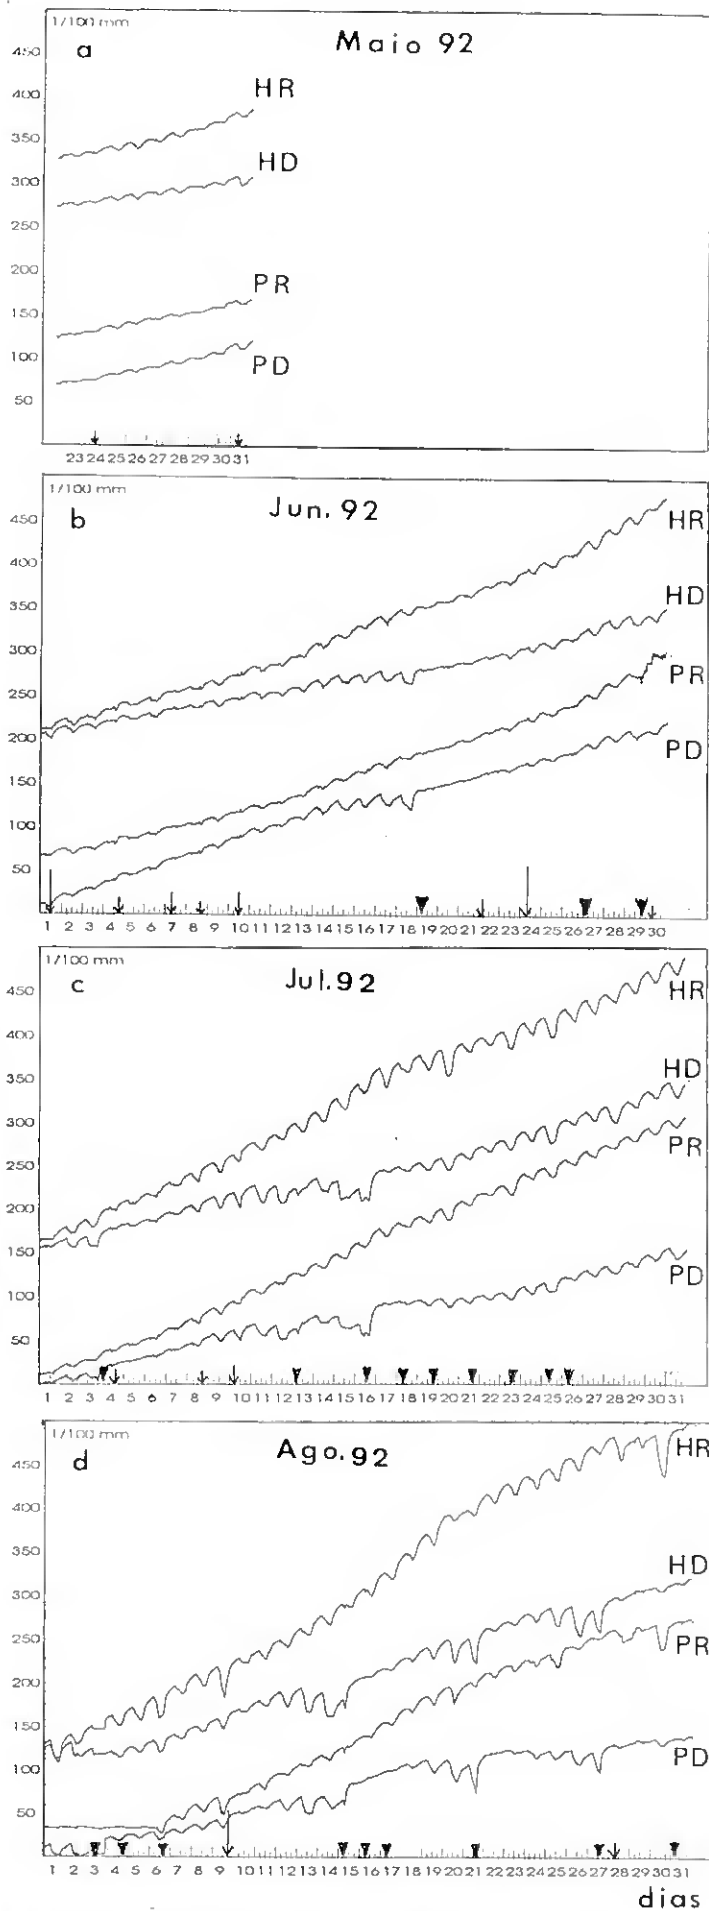 1/100 mm
a
Maio 92
450
400
350
300
250
200
150
100
50
HR
HD
PR
PD
23 24 25 26 27 28 29 30 31
1/100 mm
b
Jun. 92
450
400
350
300
250
200
150
100
50
HR
HD
PR
PD
1 2 3 4 5 6 7 8 9 10 11 12 13 14 15 16 17 18 19 20 21 22 23 24 25 26 27 28 29 30
1/100 mm
c
Jul. 92
450
400
350
300
250
200
150
100
50
HR
HD
PR
PD
1 2 3 4 5 6 7 8 9 10 11 12 13 14 15 16 17 18 19 20 21 22 23 24 25 26 27 28 29 30 31
1/100 mm
d
Ago. 92
450
400
350
300
250
200
150
100
50
HR
HD
PR
PD
1 2 3 4 5 6 7 8 9 10 11 12 13 14 15 16 17 18 19 20 21 22 23 24 25 26 27 28 29 30 31
dias